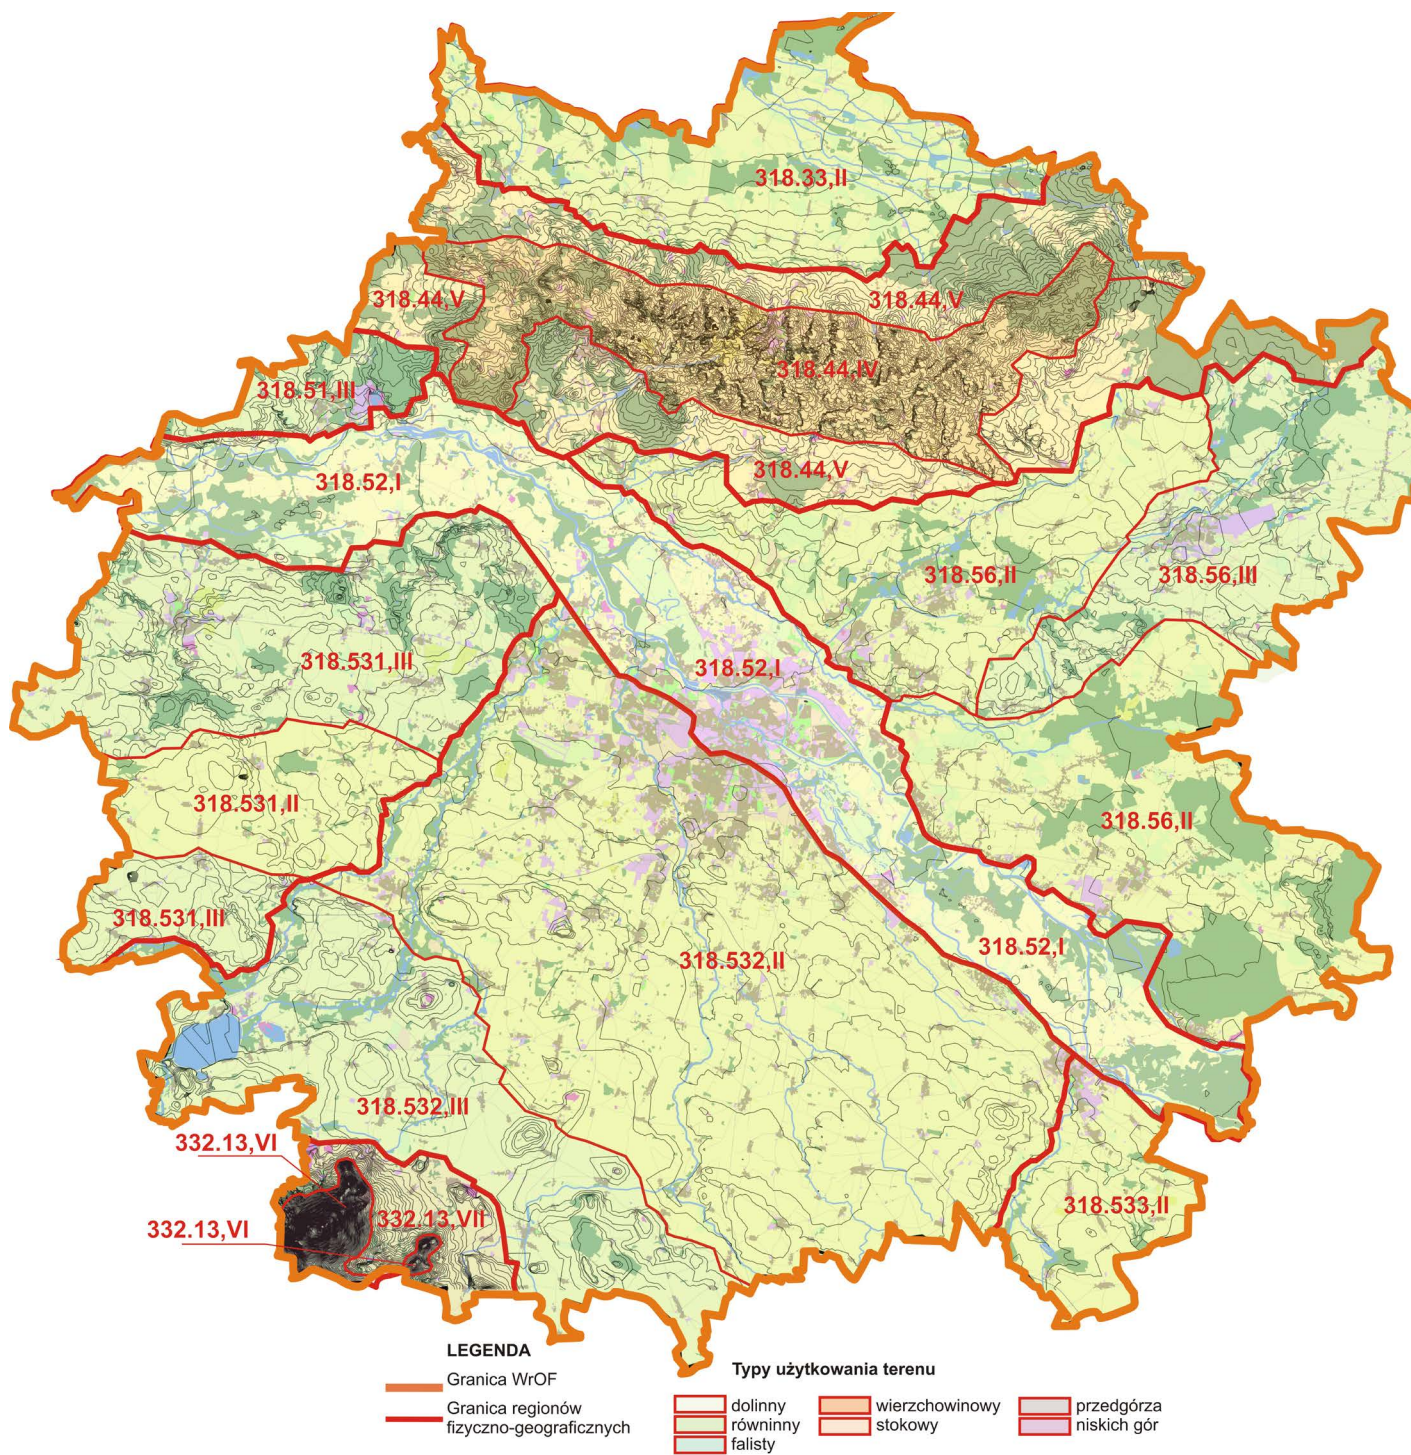 318.33,II
318.44,V
318.44,V
318.44,IV
318.51,III
318.44,V
318.52,I
318.56,II
318.56,III
318.531,III
318.52,I
318.531,II
318.56,II
318.531,III
318.532,II
318.52,I
318.532,III
332.13,VI
318.533,II
332.13,VII
332.13,VI
LEGENDA
Granica WrOF
Granica regionów
fizyczno-geograficznych
Typy użytkowania terenu
dolinny
równinny
falisty
wierzchowinowy
stokowy
przedgórza
niskich gór